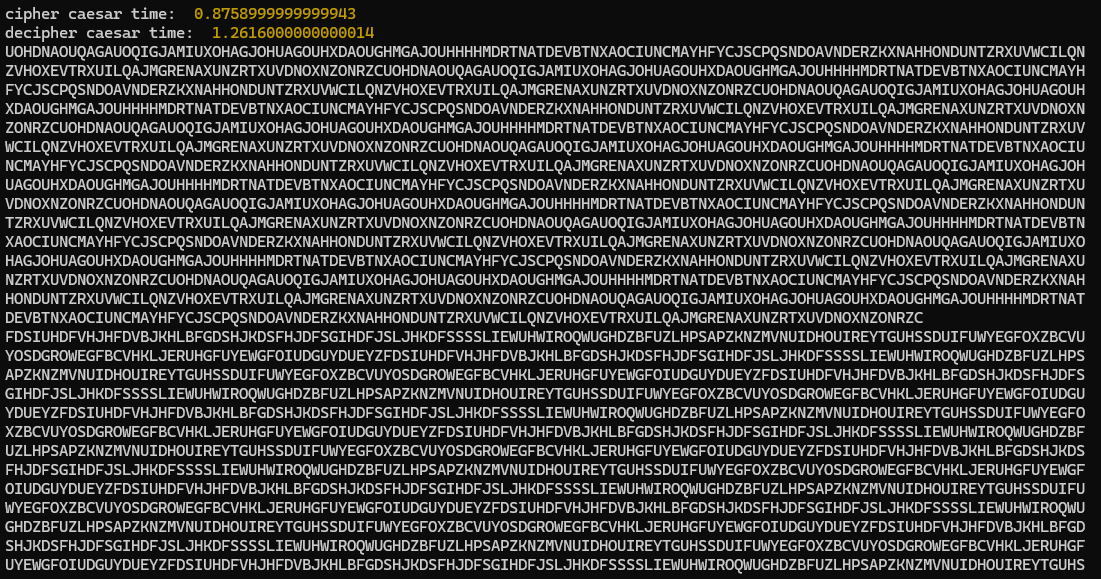 cipher caesar time:  0.8758999999999943
decipher caesar time:  1.2616000000000014
UOHDNAOUQAGAUOQIGJAMIUXOHAGJOHUAGOUHXDAOUGHMGAJOUHHHHMDRTNATDEVBTNXAOCIUNCMAYHFYCJSCPQSNDOAVNDERZKXNAHHONDUNTZRXUVWCILQN
ZVHOXEVTRXUILQAJMGRENAXUNZRTXUVDNOXNZONRZCUOHDNAOUQAGAUOQIGJAMIUXOHAGJOHUAGOUHXDAOUGHMGAJOUHHHHMDRTNATDEVBTNXAOCIUNCMAYH
FYCJSCPQSNDOAVNDERZKXNAHHONDUNTZRXUVWCILQNZVHOXEVTRXUILQAJMGRENAXUNZRTXUVDNOXNZONRZCUOHDNAOUQAGAUOQIGJAMIUXOHAGJOHUAGOUH
XDAOUGHMGAJOUHHHHMDRTNATDEVBTNXAOCIUNCMAYHFYCJSCPQSNDOAVNDERZKXNAHHONDUNTZRXUVWCILQNZVHOXEVTRXUILQAJMGRENAXUNZRTXUVDNOXN
ZONRZCUOHDNAOUQAGAUOQIGJAMIUXOHAGJOHUAGOUHXDAOUGHMGAJOUHHHHMDRTNATDEVBTNXAOCIUNCMAYHFYCJSCPQSNDOAVNDERZKXNAHHONDUNTZRXUV
WCILQNZVHOXEVTRXUILQAJMGRENAXUNZRTXUVDNOXNZONRZCUOHDNAOUQAGAUOQIGJAMIUXOHAGJOHUAGOUHXDAOUGHMGAJOUHHHHMDRTNATDEVBTNXAOCIU
NCMAYHFYCJSCPQSNDOAVNDERZKXNAHHONDUNTZRXUVWCILQNZVHOXEVTRXUILQAJMGRENAXUNZRTXUVDNOXNZONRZCUOHDNAOUQAGAUOQIGJAMIUXOHAGJOH
UAGOUHXDAOUGHMGAJOUHHHHMDRTNATDEVBTNXAOCIUNCMAYHFYCJSCPQSNDOAVNDERZKXNAHHONDUNTZRXUVWCILQNZVHOXEVTRXUILQAJMGRENAXUNZRTXU
VDNOXNZONRZCUOHDNAOUQAGAUOQIGJAMIUXOHAGJOHUAGOUHXDAOUGHMGAJOUHHHHMDRTNATDEVBTNXAOCIUNCMAYHFYCJSCPQSNDOAVNDERZKXNAHHONDUN
TZRXUVWCILQNZVHOXEVTRXUILQAJMGRENAXUNZRTXUVDNOXNZONRZCUOHDNAOUQAGAUOQIGJAMIUXOHAGJOHUAGOUHXDAOUGHMGAJOUHHHHMDRTNATDEVBTN
XAOCIUNCMAYHFYCJSCPQSNDOAVNDERZKXNAHHONDUNTZRXUVWCILQNZVHOXEVTRXUILQAJMGRENAXUNZRTXUVDNOXNZONRZCUOHDNAOUQAGAUOQIGJAMIUXO
HAGJOHUAGOUHXDAOUGHMGAJOUHHHHMDRTNATDEVBTNXAOCIUNCMAYHFYCJSCPQSNDOAVNDERZKXNAHHONDUNTZRXUVWCILQNZVHOXEVTRXUILQAJMGRENAXU
NZRTXUVDNOXNZONRZCUOHDNAOUQAGAUOQIGJAMIUXOHAGJOHUAGOUHXDAOUGHMGAJOUHHHHMDRTNATDEVBTNXAOCIUNCMAYHFYCJSCPQSNDOAVNDERZKXNAH
HONDUNTZRXUVWCILQNZVHOXEVTRXUILQAJMGRENAXUNZRTXUVDNOXNZONRZCUOHDNAOUQAGAUOQIGJAMIUXOHAGJOHUAGOUHXDAOUGHMGAJOUHHHHMDRTNAT
DEVBTNXAOCIUNCMAYHFYCJSCPQSNDOAVNDERZKXNAHHONDUNTZRXUVWCILQNZVHOXEVTRXUILQAJMGRENAXUNZRTXUVDNOXNZONRZC
FDSIUHDFVHJHFDVBJKHLBFGDSHJKDSFHJDFSGIHDFJSLJHKDFSSSSLIEWUHWIROQWUGHDZBFUZLHPSAPZKNZMVNUIDHOUIREYTGUHSSDUIFUWYEGFOXZBCVU
YOSDGROWEGFBCVHKLJERUHGFUYEWGFOIUDGUYDUEYZFDSIUHDFVHJHFDVBJKHLBFGDSHJKDSFHJDFSGIHDFJSLJHKDFSSSSLIEWUHWIROQWUGHDZBFUZLHPS
APZKNZMVNUIDHOUIREYTGUHSSDUIFUWYEGFOXZBCVUYOSDGROWEGFBCVHKLJERUHGFUYEWGFOIUDGUYDUEYZFDSIUHDFVHJHFDVBJKHLBFGDSHJKDSFHJDFS
GIHDFJSLJHKDFSSSSLIEWUHWIROQWUGHDZBFUZLHPSAPZKNZMVNUIDHOUIREYTGUHSSDUIFUWYEGFOXZBCVUYOSDGROWEGFBCVHKLJERUHGFUYEWGFOIUDGU
YDUEYZFDSIUHDFVHJHFDVBJKHLBFGDSHJKDSFHJDFSGIHDFJSLJHKDFSSSSLIEWUHWIROQWUGHDZBFUZLHPSAPZKNZMVNUIDHOUIREYTGUHSSDUIFUWYEGFO
XZBCVUYOSDGROWEGFBCVHKLJERUHGFUYEWGFOIUDGUYDUEYZFDSIUHDFVHJHFDVBJKHLBFGDSHJKDSFHJDFSGIHDFJSLJHKDFSSSSLIEWUHWIROQWUGHDZBF
UZLHPSAPZKNZMVNUIDHOUIREYTGUHSSDUIFUWYEGFOXZBCVUYOSDGROWEGFBCVHKLJERUHGFUYEWGFOIUDGUYDUEYZFDSIUHDFVHJHFDVBJKHLBFGDSHJKDS
FHJDFSGIHDFJSLJHKDFSSSSLIEWUHWIROQWUGHDZBFUZLHPSAPZKNZMVNUIDHOUIREYTGUHSSDUIFUWYEGFOXZBCVUYOSDGROWEGFBCVHKLJERUHGFUYEWGF
OIUDGUYDUEYZFDSIUHDFVHJHFDVBJKHLBFGDSHJKDSFHJDFSGIHDFJSLJHKDFSSSSLIEWUHWIROQWUGHDZBFUZLHPSAPZKNZMVNUIDHOUIREYTGUHSSDUIFU
WYEGFOXZBCVUYOSDGROWEGFBCVHKLJERUHGFUYEWGFOIUDGUYDUEYZFDSIUHDFVHJHFDVBJKHLBFGDSHJKDSFHJDFSGIHDFJSLJHKDFSSSSLIEWUHWIROQWU
GHDZBFUZLHPSAPZKNZMVNUIDHOUIREYTGUHSSDUIFUWYEGFOXZBCVUYOSDGROWEGFBCVHKLJERUHGFUYEWGFOIUDGUYDUEYZFDSIUHDFVHJHFDVBJKHLBFGD
SHJKDSFHJDFSGIHDFJSLJHKDFSSSSLIEWUHWIROQWUGHDZBFUZLHPSAPZKNZMVNUIDHOUIREYTGUHSSDUIFUWYEGFOXZBCVUYOSDGROWEGFBCVHKLJERUHGF
UYEWGFOIUDGUYDUEYZFDSIUHDFVHJHFDVBJKHLBFGDSHJKDSFHJDFSGIHDFJSLJHKDFSSSSLIEWUHWIROQWUGHDZBFUZLHPSAPZKNZMVNUIDHOUIREYTGUHS